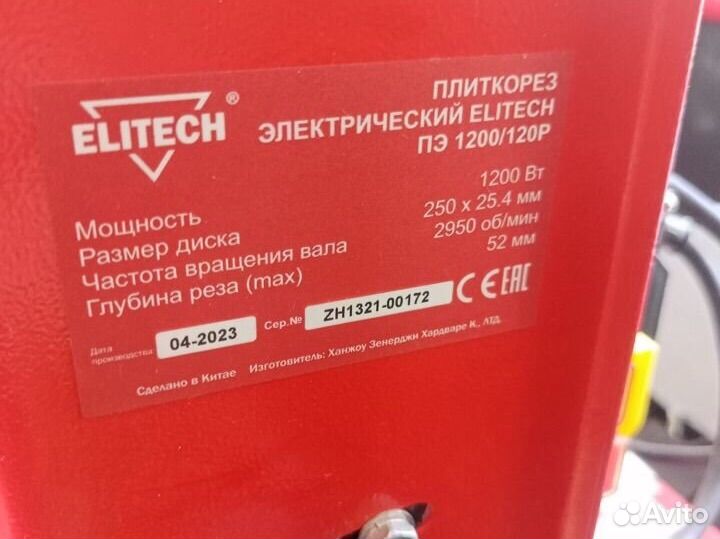 ELITECH®
ПЛИТКОРЕЗ
ЭЛЕКТРИЧЕСКИЙ ELITECH
ПЭ 1200/120Р
Мощность 1200 Вт
Размер диска 250 x 25.4 мм
Частота вращения вала 2950 об/мин
Глубина реза (max) 52 мм
Дата производства 04-2023 Сер.№ ZH1321-00172 CE EAC
Сделано в Китае Изготовитель: Ханжоу Зенерджи Хардваре К., ЛТД.
Avito